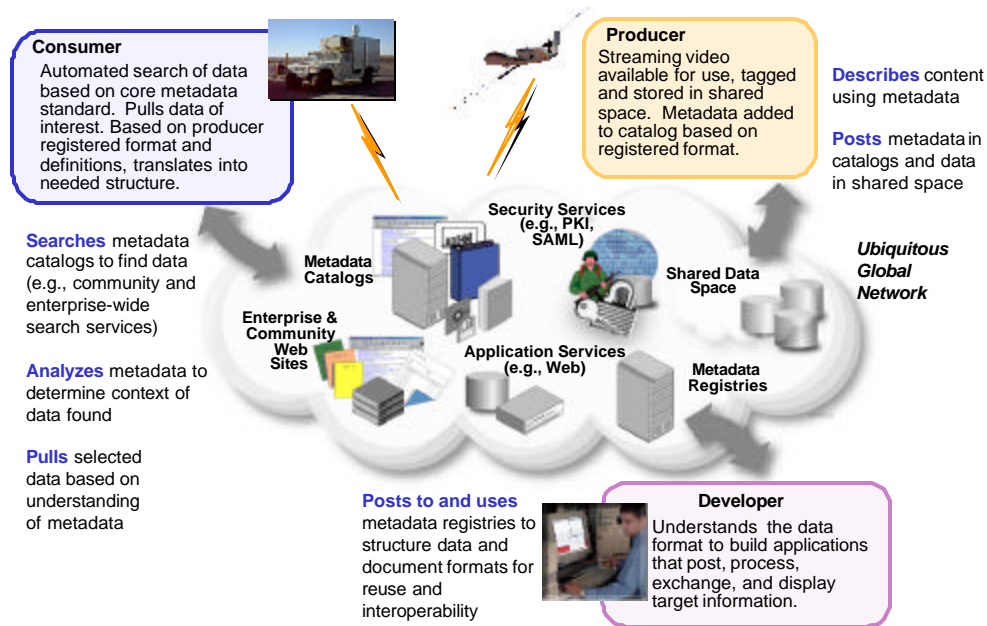 Consumer
Automated search of data
based on core metadata
standard. Pulls data of
interest. Based on producer
registered format and
definitions, translates into
needed structure.
Producer
Streaming video
available for use, tagged
and stored in shared
space. Metadata added
to catalog based on
registered format.
Describes content
using metadata
Posts metadata in
catalogs and data
in shared space
Searches metadata
catalogs to find data
(e.g., community and
enterprise-wide
search services)
Analyzes metadata to
determine context of
data found
Pulls selected
data based on
understanding
of metadata
Metadata
Catalogs
Security Services
(e.g., PKI,
SAML)
Shared Data
Space
Ubiquitous
Global
Network
Enterprise &
Community
Web
Sites
Application Services
(e.g., Web)
Metadata
Registries
Posts to and uses
metadata registries to
structure data and
document formats for
reuse and
interoperability
Developer
Understands the data
format to build applications
that post, process,
exchange, and display
target information.